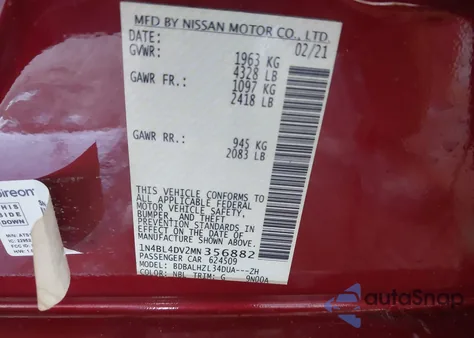 MFD BY NISSAN MOTOR CO., LTD.
DATE: 02/21
GVWR: 1963 KG
4328 LB
GAWR FR.: 1097 KG
2418 LB
GAWR RR.: 945 KG
2083 LB
THIS VEHICLE CONFORMS TO
ALL APPLICABLE FEDERAL
MOTOR VEHICLE SAFETY,
BUMPER, AND THEFT
PREVENTION STANDARDS
IN EFFECT ON THE DATE OF
MANUFACTURE SHOWN ABOVE.
1N4BL4DV2MN356882
PASSENGER CAR 624509
MODEL: BDBALHZL34DUA---ZH
COLOR: NBL TRIM: G 9N00A
THIS
SIDE
DOWN
autoSnap